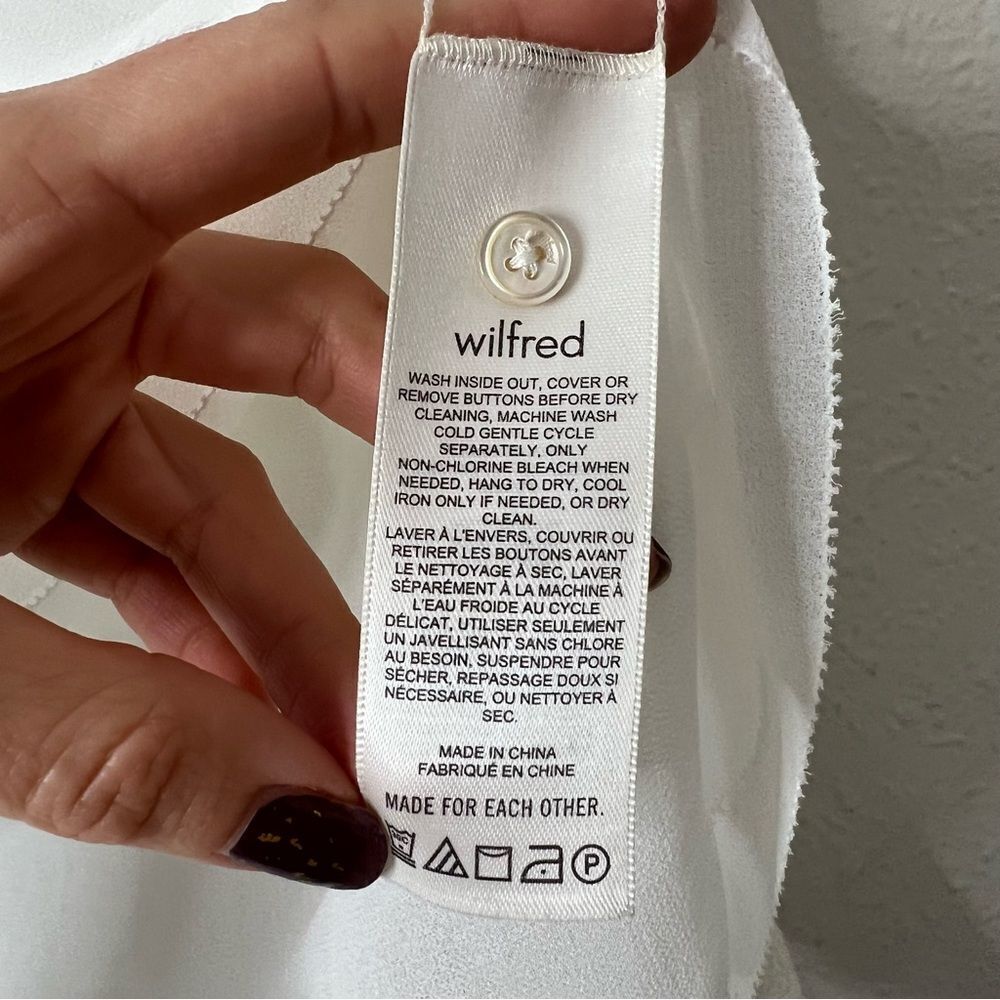 wilfred
WASH INSIDE OUT, COVER OR
REMOVE BUTTONS BEFORE DRY
CLEANING, MACHINE WASH
COLD GENTLE CYCLE
SEPARATELY, ONLY
NON-CHLORINE BLEACH WHEN
NEEDED, HANG TO DRY, COOL
IRON ONLY IF NEEDED, OR DRY
CLEAN.
LAVER À L'ENVERS, COUVRIR OU
RETIRER LES BOUTONS AVANT
LE NETTOYAGE À SEC, LAVER
SÉPARÉMENT À LA MACHINE À
L'EAU FROIDE AU CYCLE
DÉLICAT, UTILISER SEULEMENT
UN JAVELLISANT SANS CHLORE
AU BESOIN, SUSPENDRE POUR
SÉCHER, REPASSAGE DOUX SI
NÉCESSAIRE, OU NETTOYER À
SEC.
MADE IN CHINA
FABRIQUÉ EN CHINE
MADE FOR EACH OTHER.
P